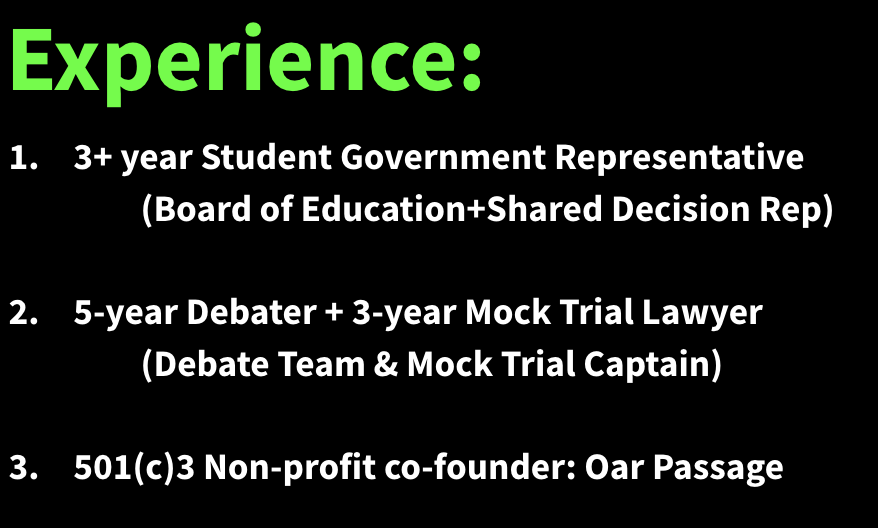 Experience:
1. 3+ year Student Government Representative
(Board of Education+Shared Decision Rep)
2. 5-year Debater + 3-year Mock Trial Lawyer
(Debate Team & Mock Trial Captain)
3. 501(c)3 Non-profit co-founder: Oar Passage